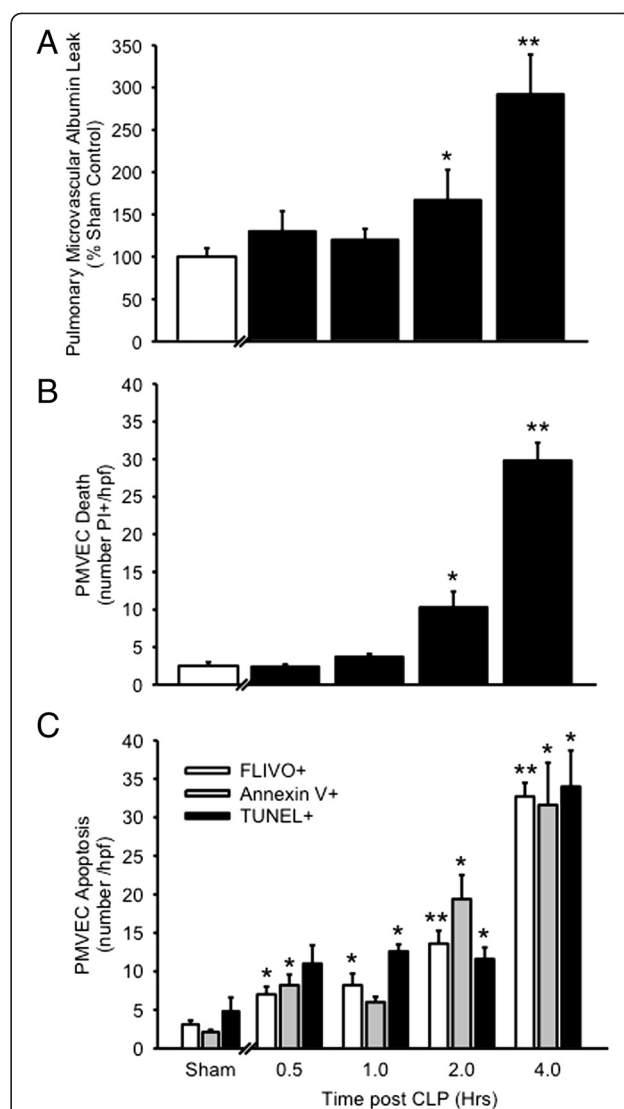 A
Pulmonary Microvascular Albumin Leak
(% Sham Control)
350
300
250
200
150
100
50
0
*
**
B
PMVEC Death
(number PI+/hpf)
40
35
30
25
20
15
10
5
0
*
**
C
PMVEC Apoptosis
(number /hpf)
40
35
30
25
20
15
10
5
0
FLIVO+
Annexin V+
TUNEL+
* *
* *
** * *
** * *
Sham 0.5 1.0 2.0 4.0
Time post CLP (Hrs)